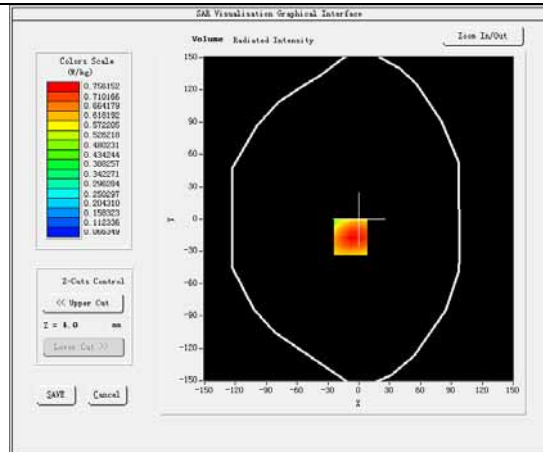 SAR Visualisation Graphical Interface
Volume Radiated Intensity
Zoom In/Out
Colors Scale
(W/kg)
0.756152
0.710166
0.664179
0.618192
0.572205
0.526218
0.480231
0.434244
0.388257
0.342271
0.296284
0.250297
0.204310
0.158323
0.112336
0.066349
Z-Cuts Control
<< Upper Cut
Z = 4.0 mm
Lower Cut >>
SAVE Cancel
150
120
90
60
30
0
-30
-60
-90
-120
-150
Y
-150 -120 -90 -60 -30 0 30 60 90 120 150
X